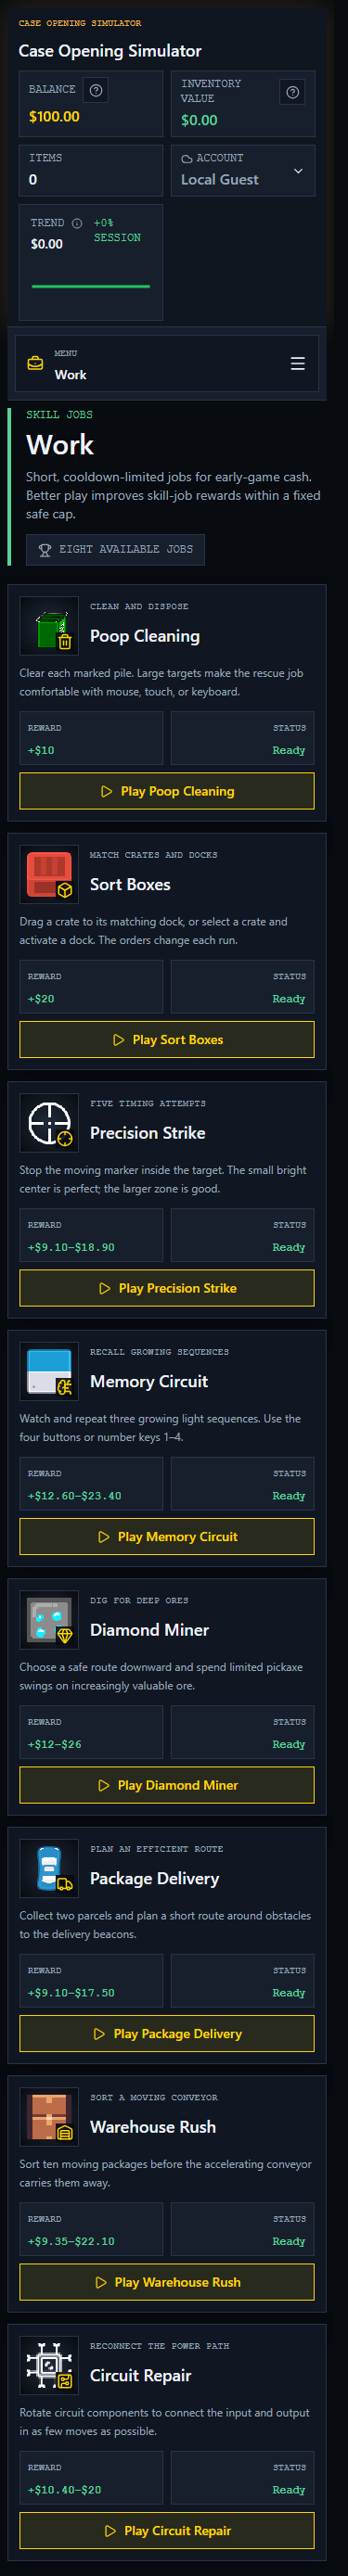 CASE OPENING SIMULATOR
Case Opening Simulator
BALANCE
$100.00
INVENTORY
VALUE
$0.00
ITEMS
0
ACCOUNT
Local Guest
TREND
+0%
SESSION
$0.00
MENU
Work
SKILL JOBS
Work
Short, cooldown-limited jobs for early-game cash.
Better play improves skill-job rewards within a fixed
safe cap.
EIGHT AVAILABLE JOBS
CLEAN AND DISPOSE
Poop Cleaning
Clear each marked pile. Large targets make the rescue job
comfortable with mouse, touch, or keyboard.
REWARD
+$10
STATUS
Ready
Play Poop Cleaning
MATCH CRATES AND DOCKS
Sort Boxes
Drag a crate to its matching dock, or select a crate and
activate a dock. The orders change each run.
REWARD
+$20
STATUS
Ready
Play Sort Boxes
FIVE TIMING ATTEMPTS
Precision Strike
Stop the moving marker inside the target. The small bright
center is perfect; the larger zone is good.
REWARD
+$9.10–$18.90
STATUS
Ready
Play Precision Strike
RECALL GROWING SEQUENCES
Memory Circuit
Watch and repeat three growing light sequences. Use the
four buttons or number keys 1–4.
REWARD
+$12.60–$23.40
STATUS
Ready
Play Memory Circuit
DIG FOR DEEP ORES
Diamond Miner
Choose a safe route downward and spend limited pickaxe
swings on increasingly valuable ore.
REWARD
+$12–$26
STATUS
Ready
Play Diamond Miner
PLAN AN EFFICIENT ROUTE
Package Delivery
Collect two parcels and plan a short route around obstacles
to the delivery beacons.
REWARD
+$9.10–$17.50
STATUS
Ready
Play Package Delivery
SORT A MOVING CONVEYOR
Warehouse Rush
Sort ten moving packages before the accelerating conveyor
carries them away.
REWARD
+$9.35–$22.10
STATUS
Ready
Play Warehouse Rush
RECONNECT THE POWER PATH
Circuit Repair
Rotate circuit components to connect the input and output
in as few moves as possible.
REWARD
+$10.40–$20
STATUS
Ready
Play Circuit Repair